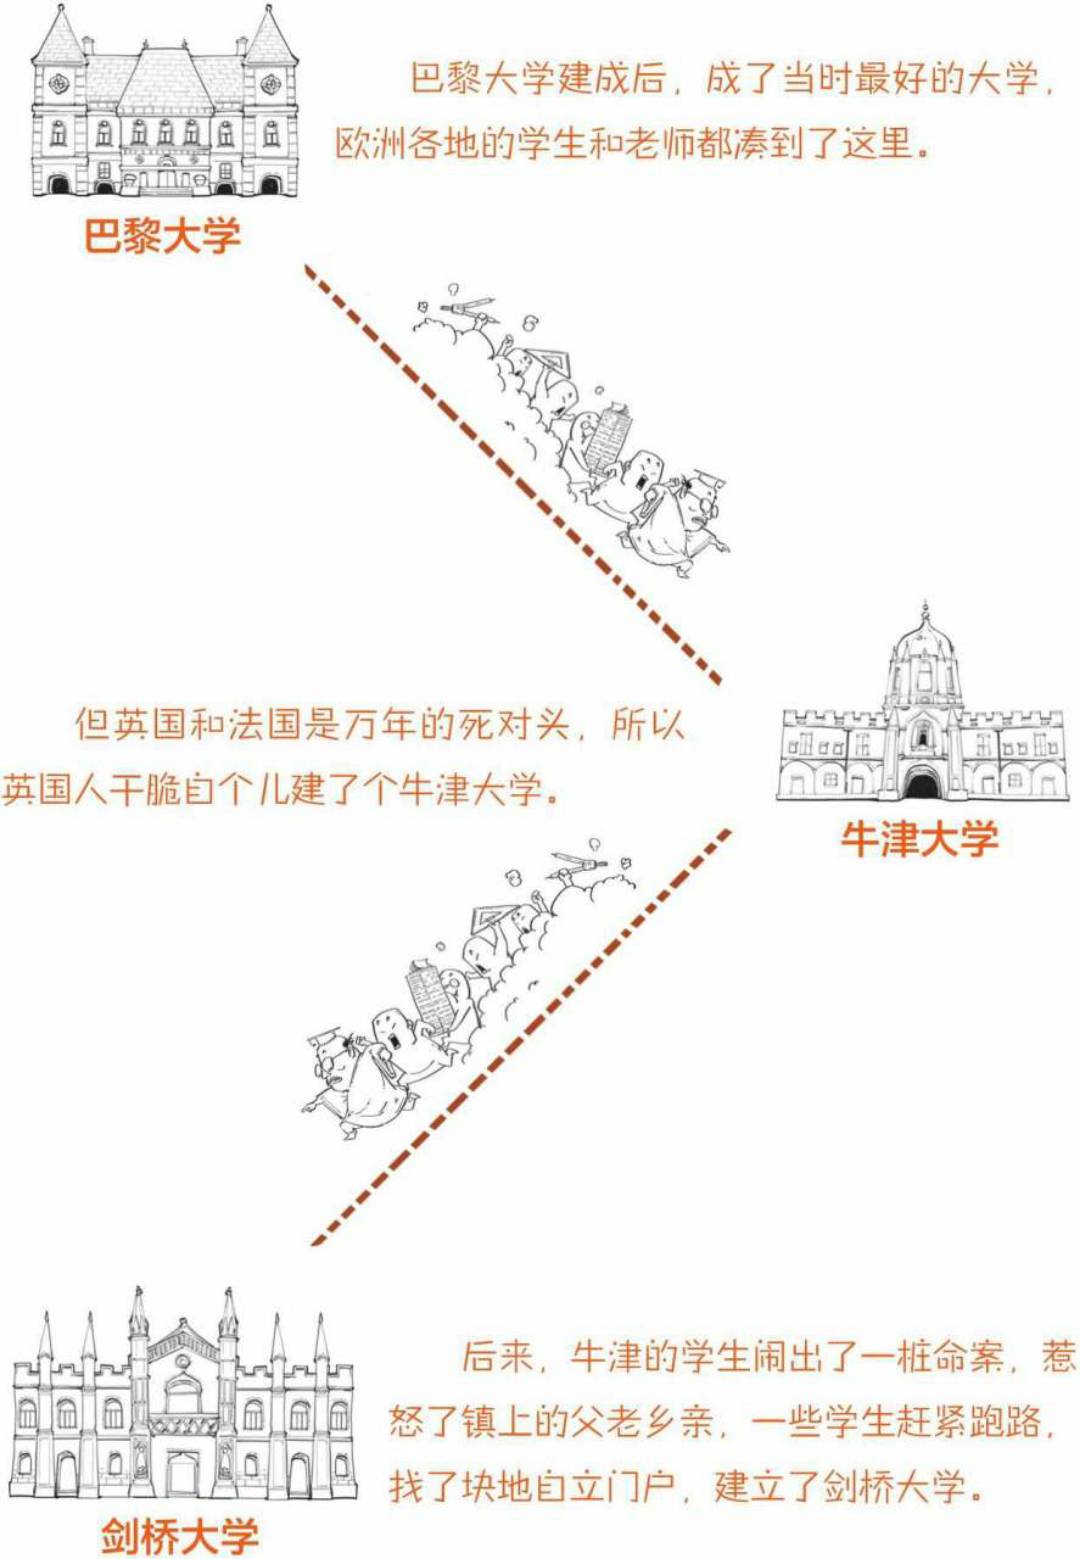 巴黎大学建成后，成了当时最好的大学，
欧洲各地的学生和老师都凑到了这里。
巴黎大学
但英国和法国是万年的死对头，所以
英国人干脆自个儿建了个牛津大学。
牛津大学
后来，牛津的学生闹出了一桩命案，惹
怒了镇上的父老乡亲，一些学生赶紧跑路，
找了块地自立门户，建立了剑桥大学。
剑桥大学